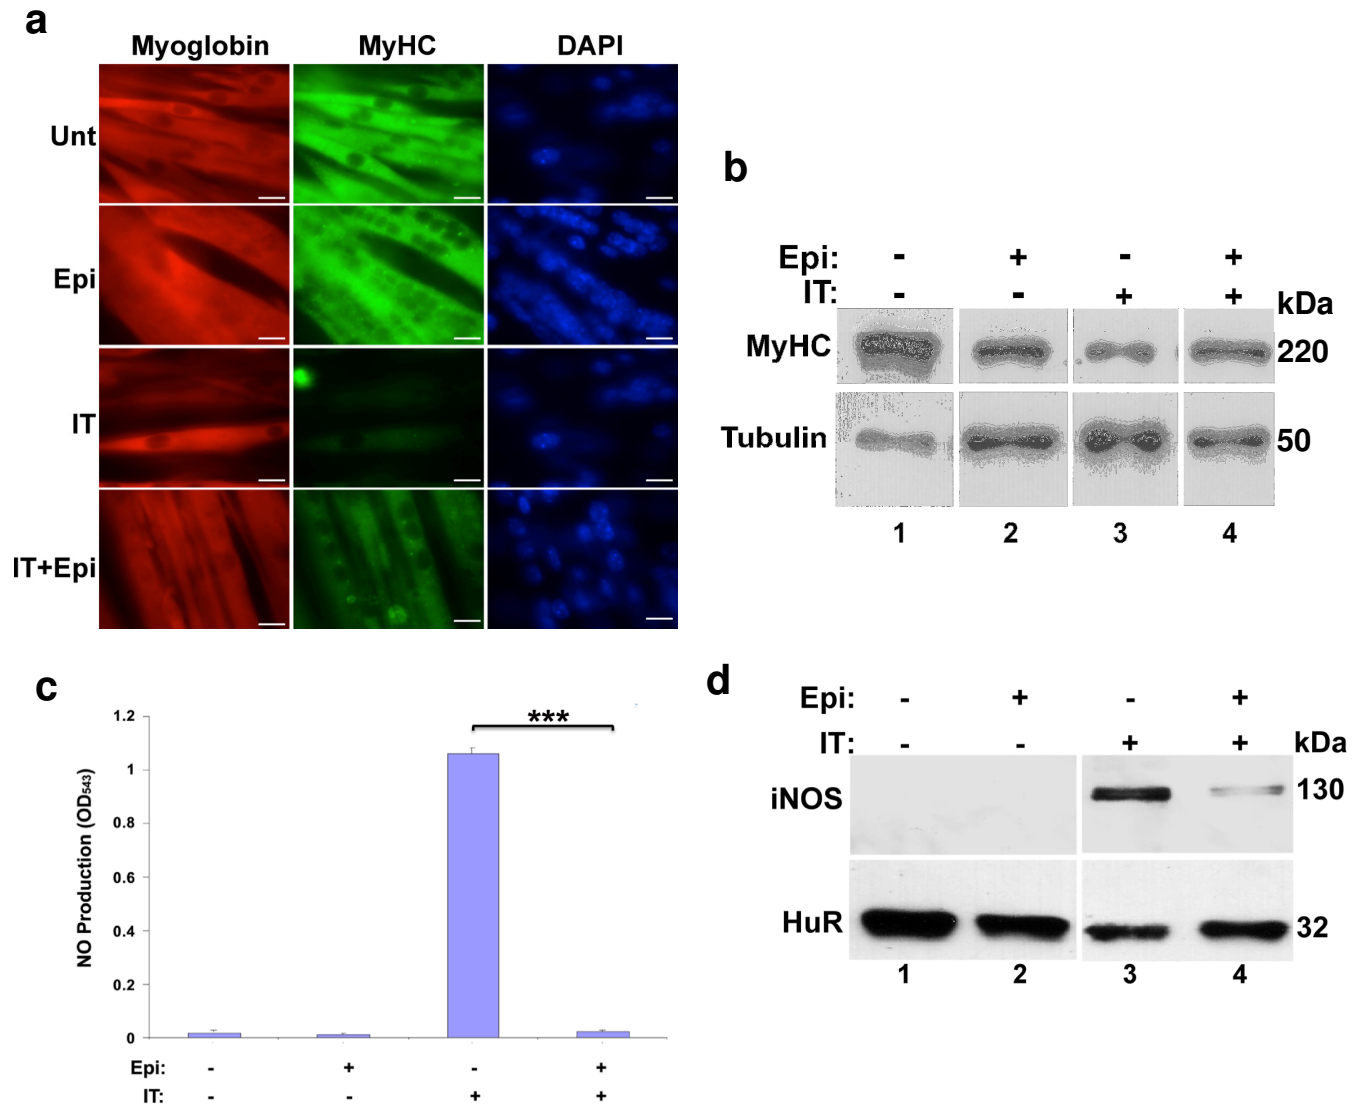 a
Myoglobin MyHC DAPI
Unt
Epi
IT
IT+Epi
b
Epi: - + - +
IT: - - + + kDa
MyHC 220
Tubulin 50
1 2 3 4
c
***
NO Production (OD543)
1.2
1
0.8
0.6
0.4
0.2
0
Epi: - + - +
IT: - - + +
d
Epi: - + - +
IT: - - + + kDa
iNOS 130
HuR 32
1 2 3 4